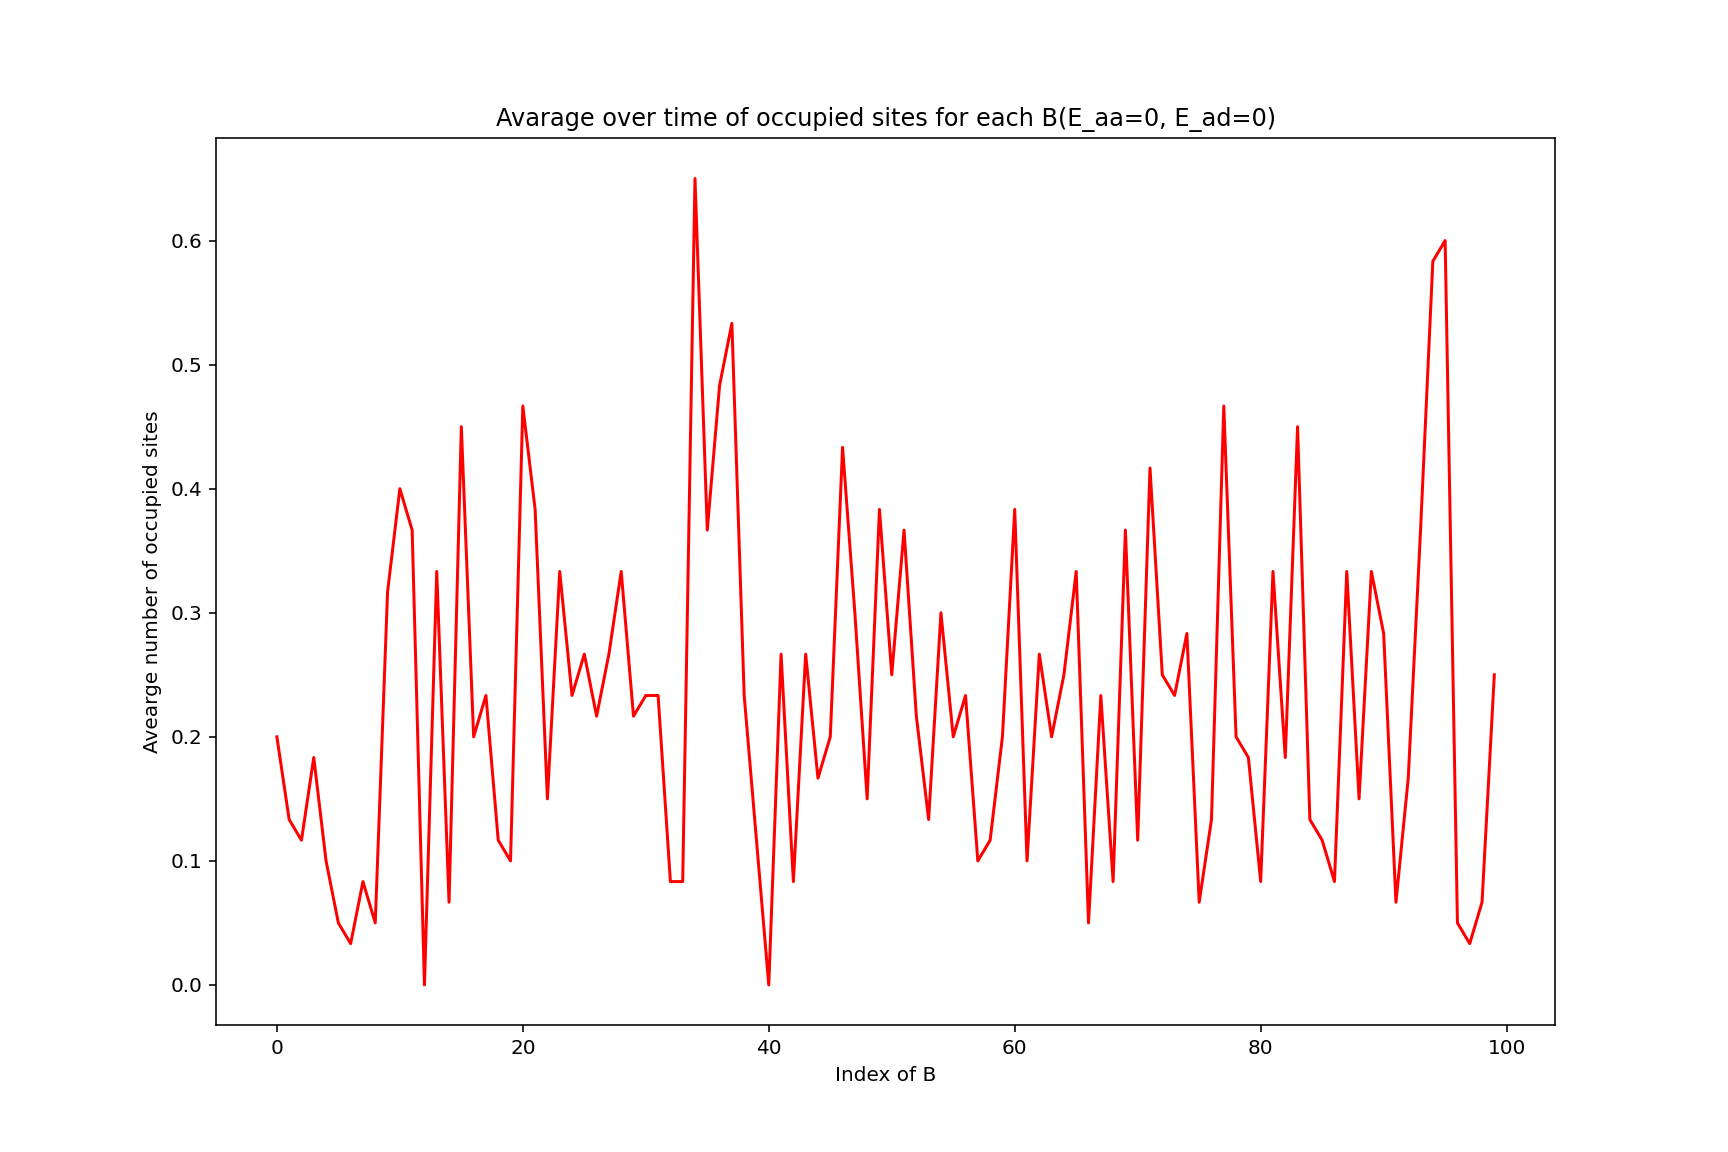 Avarage over time of occupied sites for each B(E_aa=0, E_ad=0)
Avearge number of occupied sites
0.6
0.5
0.4
0.3
0.2
0.1
0.0
0 20 40 60 80 100
Index of B